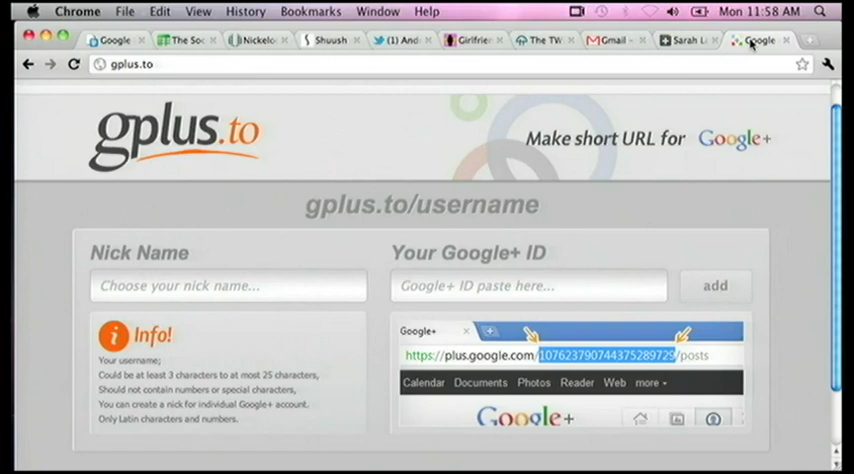 Chrome File Edit View History Bookmarks Window Help Mon 11:58 AM
Google The Soc Nickelo Shuush (1) And Girlfrie The TW Gmail - Sarah L Google
gplus.to
gplus.to Make short URL for Google+
gplus.to/username
Nick Name Your Google+ ID
Choose your nick name... Google+ ID paste here... add
i Info!
Your username;
Could be at least 3 characters to at most 25 characters,
Should not contain numbers or special characters,
You can create a nick for individual Google+ account.
Only Latin characters and numbers.
Google+
https://plus.google.com/107623790744375289729/posts
Calendar Documents Photos Reader Web more
Google+